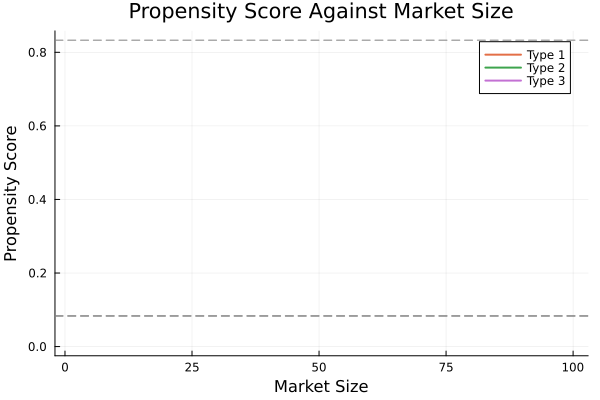 Propensity Score Against Market Size
Type 1
Type 2
Type 3
Propensity Score
0.8
0.6
0.4
0.2
0.0
0
25
50
75
100
Market Size